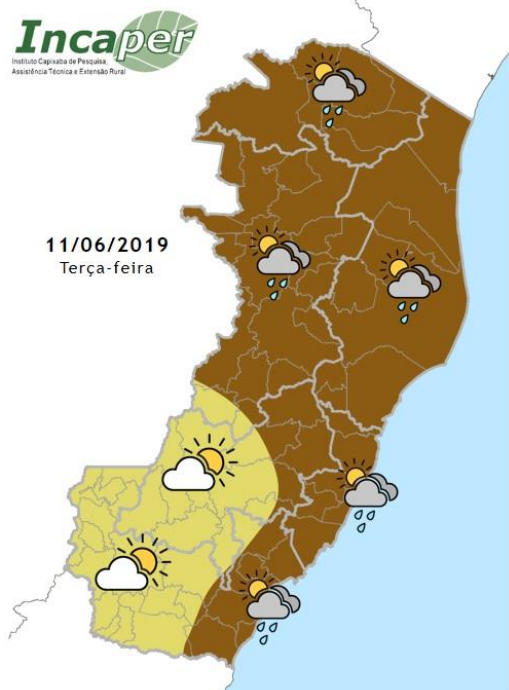 Incaper
Instituto Capixaba de Pesquisa,
Assistência Técnica e Extensão Rural
11/06/2019
Terça-feira